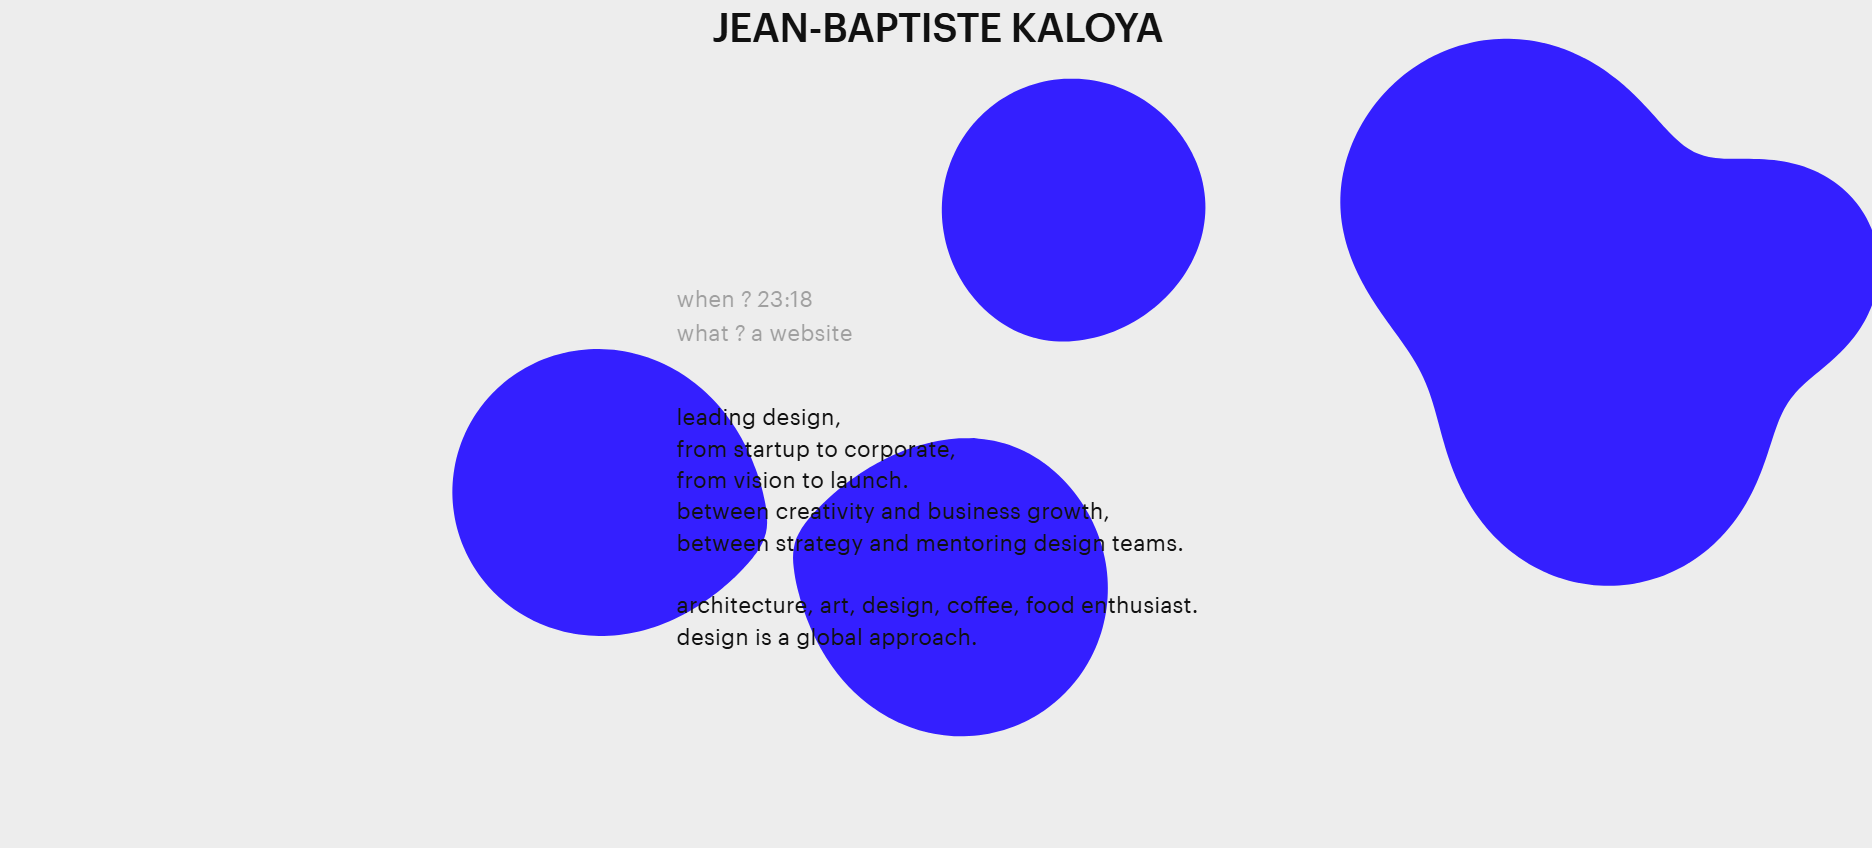 JEAN-BAPTISTE KALOYA
when ? 23:18
what ? a website
leading design,
from startup to corporate,
from vision to launch.
between creativity and business growth,
between strategy and mentoring design teams.
architecture, art, design, coffee, food enthusiast.
design is a global approach.